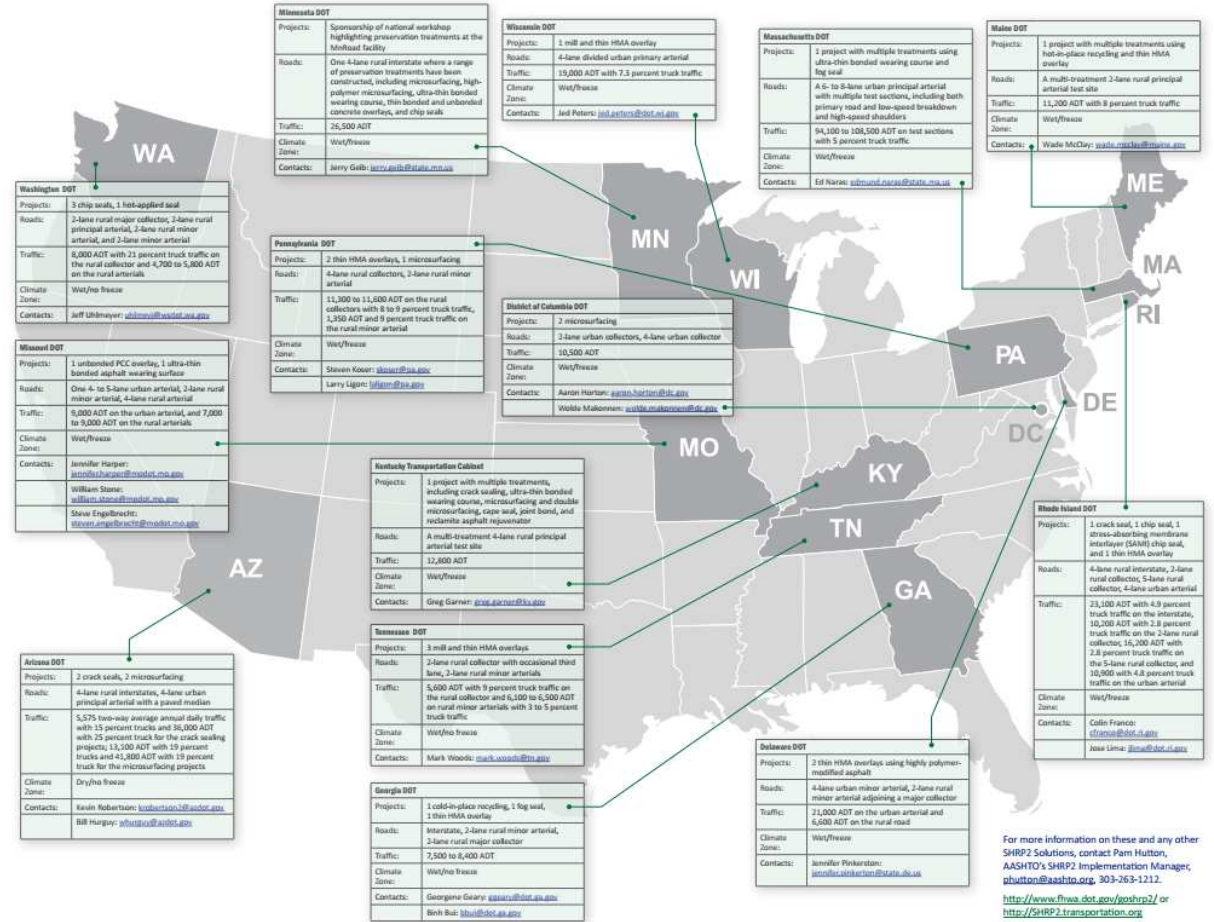 Minnesota DOT
Projects: Sponsorship of national workshop
highlighting preservation treatments at the
MnRoad facility
Roads: One 4-lane rural interstate where a range
of preservation treatments have been
constructed, including microsurfacing, high-
polymer microsurfacing, ultra-thin bonded
wearing course, thin bonded and unbonded
concrete overlays, and chip seals
Traffic: 26,500 ADT
Climate Wet/freeze
Zone:
Contacts: Jerry Geib: jerry.geib@state.mn.us
Wisconsin DOT
Projects: 1 mill and thin HMA overlay
Roads: 4-lane divided urban primary arterial
Traffic: 19,000 ADT with 7.3 percent truck traffic
Climate Wet/freeze
Zone:
Contacts: Jed Peters: jed.peters@dot.wi.gov
Massachusetts DOT
Projects: 1 project with multiple treatments using
ultra-thin bonded wearing course and
fog seal
Roads: A 6- to 8-lane urban principal arterial
with multiple test sections, including both
primary road and low-speed breakdown
and high-speed shoulders
Traffic: 94,100 to 108,500 ADT on test sections
with 5 percent truck traffic
Climate Wet/freeze
Zone:
Contacts: Ed Naras: edmund.naras@state.ma.us
Maine DOT
Projects: 1 project with multiple treatments using
hot-in-place recycling and thin HMA
overlay
Roads: A multi-treatment 2-lane rural principal
arterial test site
Traffic: 11,200 ADT with 8 percent truck traffic
Climate Wet/freeze
Zone:
Contacts: Wade McClay: wade.mcclay@maine.gov
WA
Washington DOT
Projects: 3 chip seals, 1 hot-applied seal
Roads: 2-lane rural major collector, 2-lane rural
principal arterial, 2-lane rural minor
arterial, and 2-lane minor arterial
Traffic: 8,000 ADT with 21 percent truck traffic on
the rural collector and 4,700 to 5,800 ADT
on the rural arterials
Climate Wet/no freeze
Zone:
Contacts: Jeff Uhlmeyer: uhlmeyj@wsdot.wa.gov
Pennsylvania DOT
Projects: 2 thin HMA overlays, 1 microsurfacing
Roads: 4-lane rural collectors, 2-lane rural minor
arterial
Traffic: 11,300 to 11,600 ADT on the rural
collectors with 8 to 9 percent truck traffic,
1,350 ADT and 9 percent truck traffic on
the rural minor arterial
Climate Wet/freeze
Zone:
Contacts: Steven Koser: skoser@pa.gov
Larry Ligon: laligon@pa.gov
MN
WI
ME
MA
RI
PA
DE
DC
District of Columbia DOT
Projects: 2 microsurfacing
Roads: 2-lane urban collectors, 4-lane urban collector
Traffic: 10,500 ADT
Climate Wet/freeze
Zone:
Contacts: Aaron Horton: aaron.horton@dc.gov
Wolde Makonnen: wolde.makonnen@dc.gov
Missouri DOT
Projects: 1 unbonded PCC overlay, 1 ultra-thin
bonded asphalt wearing surface
Roads: One 4- to 5-lane urban arterial, 2-lane rural
minor arterial, 4-lane rural arterial
Traffic: 9,000 ADT on the urban arterial, and 7,000
to 9,000 ADT on the rural arterials
Climate Wet/freeze
Zone:
Contacts: Jennifer Harper:
jennifer.harper@modot.mo.gov
William Stone:
william.stone@modot.mo.gov
Steve Engelbrecht:
steven.engelbrecht@modot.mo.gov
MO
KY
TN
GA
AZ
Kentucky Transportation Cabinet
Projects: 1 project with multiple treatments,
including crack sealing, ultra-thin bonded
wearing course, microsurfacing and double
microsurfacing, cape seal, joint bond, and
reclamite asphalt rejuvenator
Roads: A multi-treatment 4-lane rural principal
arterial test site
Traffic: 12,800 ADT
Climate Wet/freeze
Zone:
Contacts: Greg Garner: greg.garner@ky.gov
Tennessee DOT
Projects: 3 mill and thin HMA overlays
Roads: 2-lane rural collector with occasional third
lane, 2-lane rural minor arterials
Traffic: 5,600 ADT with 9 percent truck traffic on
the rural collector and 6,100 to 6,500 ADT
on rural minor arterials with 3 to 5 percent
truck traffic
Climate Wet/no freeze
Zone:
Contacts: Mark Woods: mark.woods@tn.gov
Rhode Island DOT
Projects: 1 crack seal, 1 chip seal, 1
stress-absorbing membrane
interlayer (SAMI) chip seal,
and 1 thin HMA overlay
Roads: 4-lane rural interstate, 2-lane
rural collector, 5-lane rural
collector, 4-lane urban arterial
Traffic: 23,100 ADT with 4.9 percent
truck traffic on the interstate,
10,200 ADT with 2.8 percent
truck traffic on the 2-lane rural
collector, 16,200 ADT with
2.8 percent truck traffic on
the 5-lane rural collector, and
10,900 with 4.8 percent truck
traffic on the urban arterial
Climate Wet/freeze
Zone:
Contacts: Colin Franco:
cfranco@dot.ri.gov
Jose Lima: jlima@dot.ri.gov
Arizona DOT
Projects: 2 crack seals, 2 microsurfacing
Roads: 4-lane rural interstates, 4-lane urban
principal arterial with a paved median
Traffic: 5,575 two-way average annual daily traffic
with 15 percent trucks and 36,000 ADT
with 25 percent truck for the crack sealing
projects; 13,100 ADT with 19 percent
trucks and 41,800 ADT with 19 percent
truck for the microsurfacing projects
Climate Dry/no freeze
Zone:
Contacts: Kevin Robertson: krobertson2@azdot.gov
Bill Hurguy: whurguy@azdot.gov
Georgia DOT
Projects: 1 cold-in-place recycling, 1 fog seal,
1 thin HMA overlay
Roads: Interstate, 2-lane rural minor arterial,
2-lane rural major collector
Traffic: 7,500 to 8,400 ADT
Climate Wet/no freeze
Zone:
Contacts: Georgene Geary: ggeary@dot.ga.gov
Binh Bui: bbui@dot.ga.gov
Delaware DOT
Projects: 2 thin HMA overlays using highly polymer-
modified asphalt
Roads: 4-lane urban minor arterial, 2-lane rural
minor arterial adjoining a major collector
Traffic: 21,000 ADT on the urban arterial and
6,600 ADT on the rural road
Climate Wet/freeze
Zone:
Contacts: Jennifer Pinkerston:
jennifer.pinkerton@state.de.us
For more information on these and any other
SHRP2 Solutions, contact Pam Hutton,
AASHTO's SHRP2 Implementation Manager,
phutton@aashto.org, 303-263-1212.
http://www.fhwa.dot.gov/goshrp2/ or
http://SHRP2.transportation.org